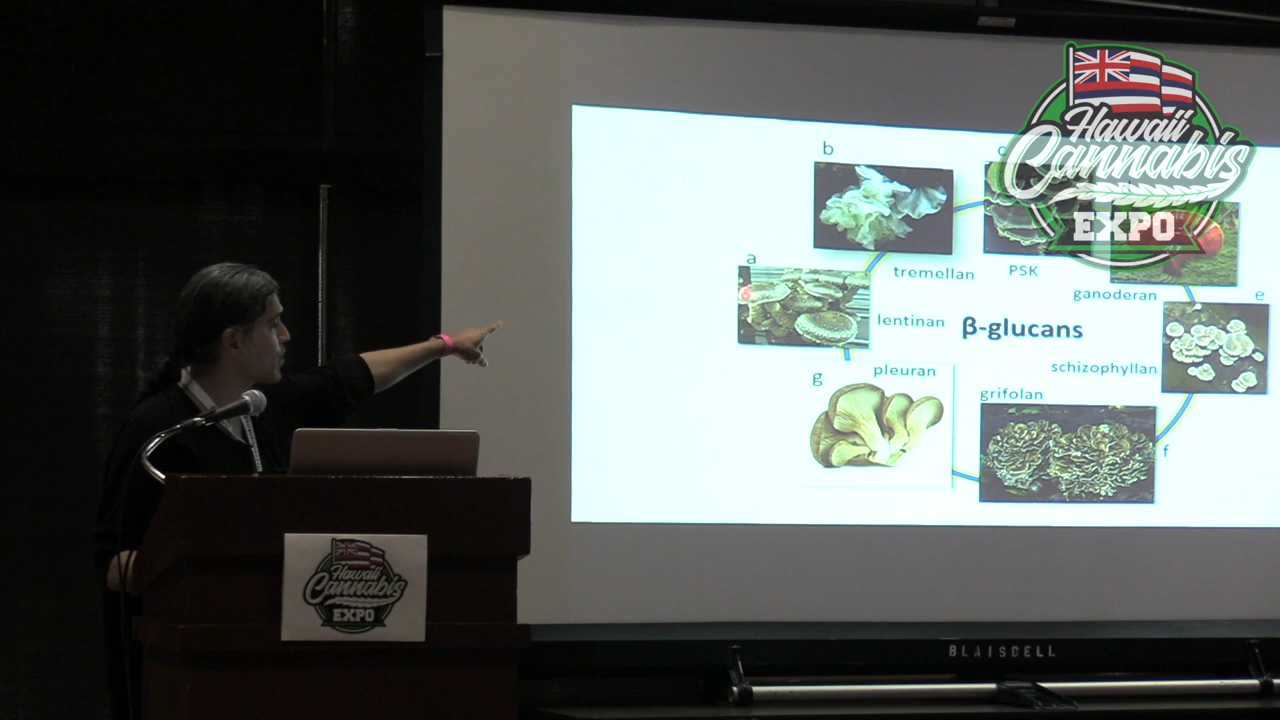 Hawaii
Cannabis
EXPO
b
c
tremellan
PSK
a
ganoderan
e
lentinan
β-glucans
schizophyllan
g
pleuran
grifolan
f
Hawaii
Cannabis
EXPO
BLAISDELL